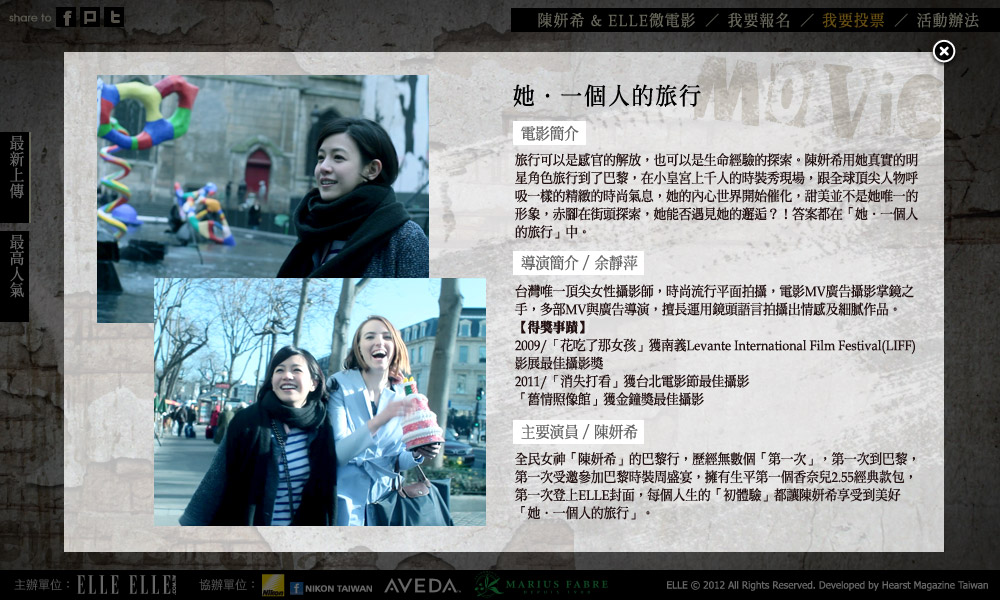 share to
陳妍希 & ELLE微電影 ／ 我要報名 ／ 我要投票 ／ 活動辦法
MOVIE
最新上傳
最高人氣
她‧一個人的旅行
電影簡介
旅行可以是感官的解放，也可以是生命經驗的探索。陳妍希用她真實的明
星角色旅行到了巴黎，在小皇宮上千人的時裝秀現場，跟全球頂尖人物呼
吸一樣的精緻的時尚氣息，她的內心世界開始催化，甜美並不是她唯一的
形象，赤腳在街頭探索，她能否遇見她的邂逅？！答案都在「她‧一個人
的旅行」中。
導演簡介 / 余靜萍
台灣唯一頂尖女性攝影師，時尚流行平面拍攝，電影MV廣告攝影掌鏡之
手，多部MV與廣告導演，擅長運用鏡頭語言拍攝出情感及細膩作品。
【得獎事蹟】
2009/「花吃了那女孩」獲南義Levante International Film Festival(LIFF)
影展最佳攝影獎
2011/「消失打看」獲台北電影節最佳攝影
「舊情照像館」獲金鐘獎最佳攝影
主要演員 / 陳妍希
全民女神「陳妍希」的巴黎行，歷經無數個「第一次」，第一次到巴黎，
第一次受邀參加巴黎時裝周盛宴，擁有生平第一個香奈兒2.55經典款包，
第一次登上ELLE封面，每個人生的「初體驗」都讓陳妍希享受到美好
「她‧一個人的旅行」。
主辦單位： ELLE ELLE 協辦單位： Nikon NIKON TAIWAN AVEDA MARIUS FABRE
ELLE © 2012 All Rights Reserved. Developed by Hearst Magazine Taiwan